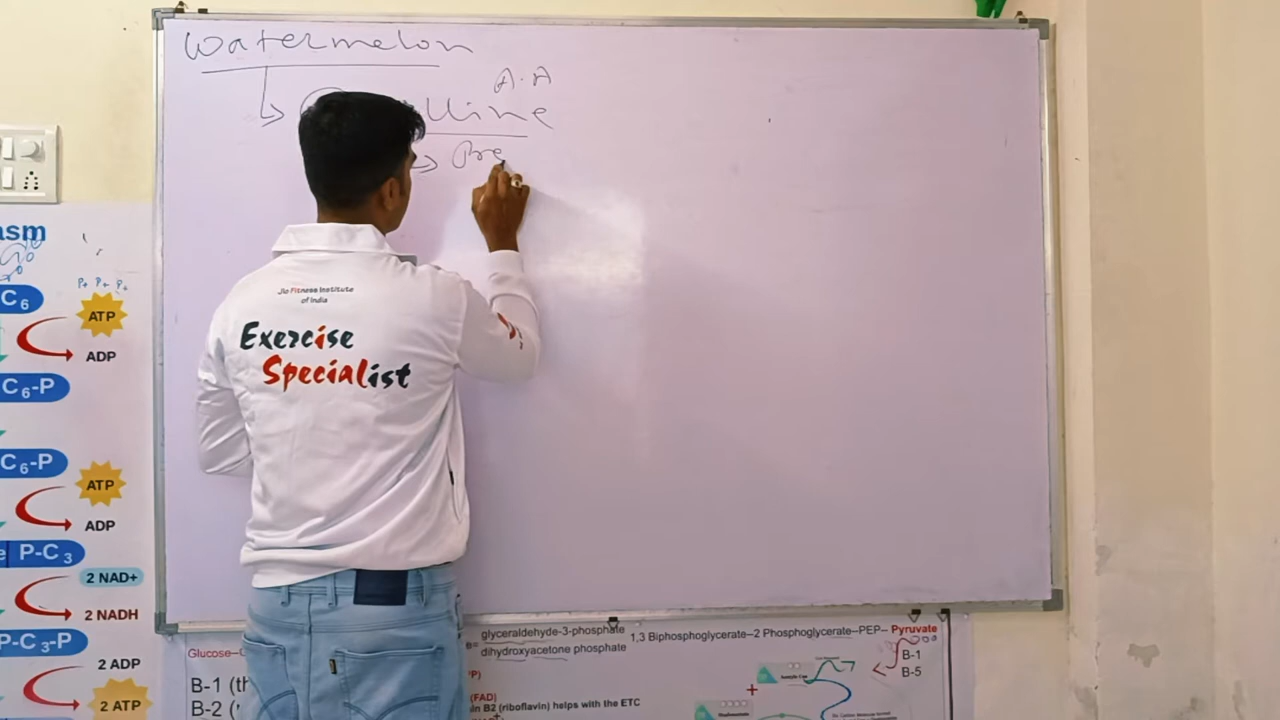 Watermelon
A.A
lline
Pre
Jio Fitness Institute
of India
Exercise
Specialist
asm
P+ P+ P+
C6
ATP
ADP
C6-P
C6-P
ATP
ADP
e P-C3
2 NAD+
2 NADH
P-C3-P
2 ADP
2 ATP
glyceraldehyde-3-phosphate
dihydroxyacetone phosphate
1,3 Biphosphoglycerate–2 Phosphoglycerate–PEP– Pyruvate
B-1
B-5
Glucose–
B-1 (th
B-2 (
(FAD)
in B2 (riboflavin) helps with the ETC